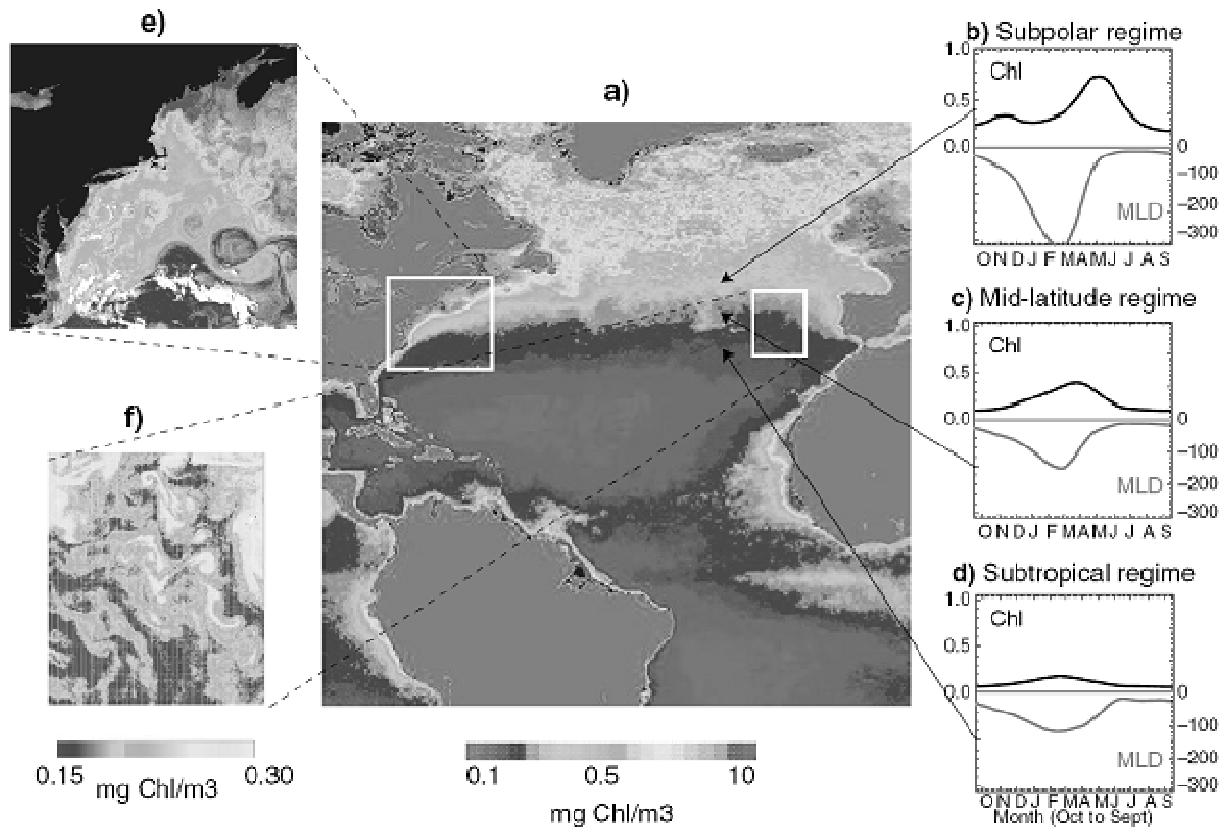 e)
a)
f)
0.15 0.30
mg Chl/m3
0.1 0.5 10
mg Chl/m3
b) Subpolar regime
1.0
Chl
0.5
0.0 0
-100
MLD -200
-300
O N D J F M A M J J A S
c) Mid-latitude regime
1.0
Chl
0.5
0.0 0
-100
MLD -200
-300
O N D J F M A M J J A S
d) Subtropical regime
1.0
Chl
0.5
0.0 0
-100
MLD -200
-300
O N D J F M A M J J A S
Month (Oct to Sept)